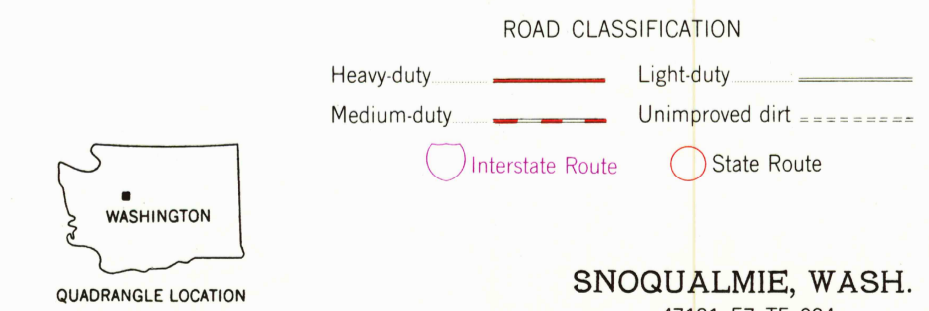 ROAD CLASSIFICATION
Heavy-duty Light-duty
Medium-duty Unimproved dirt
Interstate Route State Route
WASHINGTON
QUADRANGLE LOCATION
SNOQUALMIE, WASH.